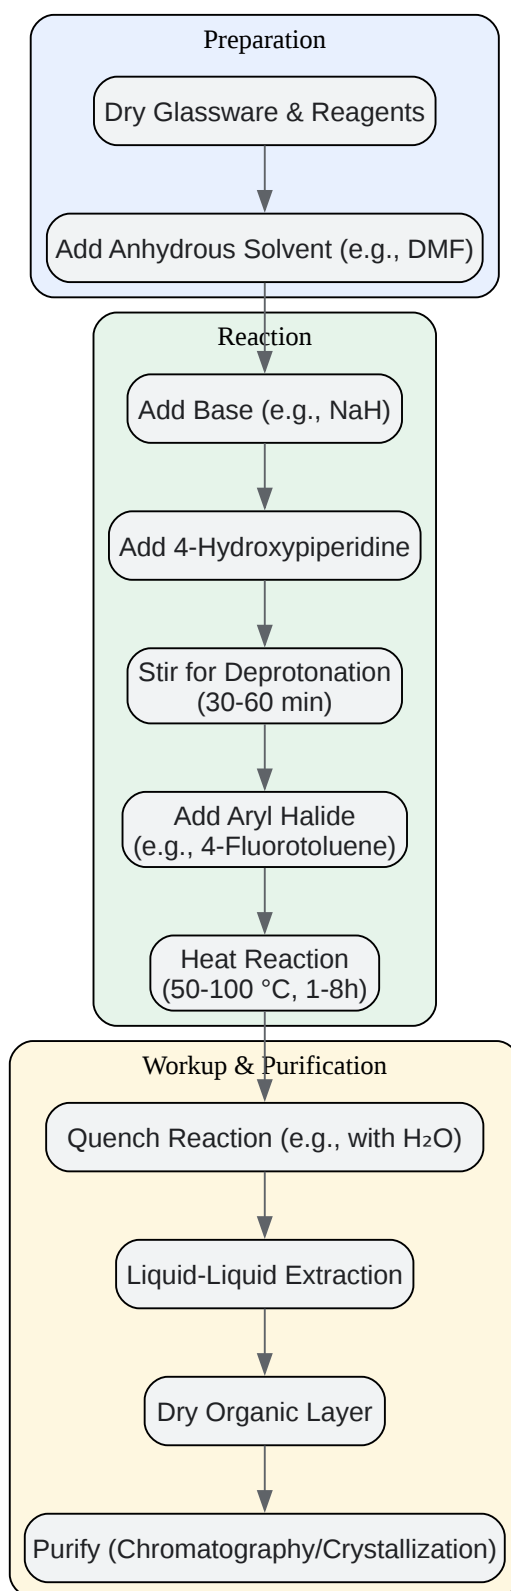 Preparation
Dry Glassware & Reagents
Add Anhydrous Solvent (e.g., DMF)
Reaction
Add Base (e.g., NaH)
Add 4-Hydroxypiperidine
Stir for Deprotonation
(30-60 min)
Add Aryl Halide
(e.g., 4-Fluorotoluene)
Heat Reaction
(50-100 °C, 1-8h)
Workup & Purification
Quench Reaction (e.g., with H₂O)
Liquid-Liquid Extraction
Dry Organic Layer
Purify (Chromatography/Crystallization)